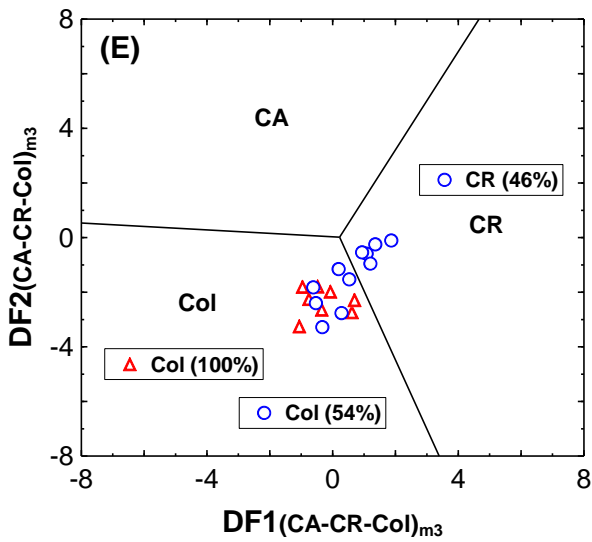 (E)
8
4
0
-4
-8
DF2(CA-CR-Col)m3
CA
CR (46%)
CR
Col
Col (100%)
Col (54%)
-8
-4
0
4
8
DF1(CA-CR-Col)m3